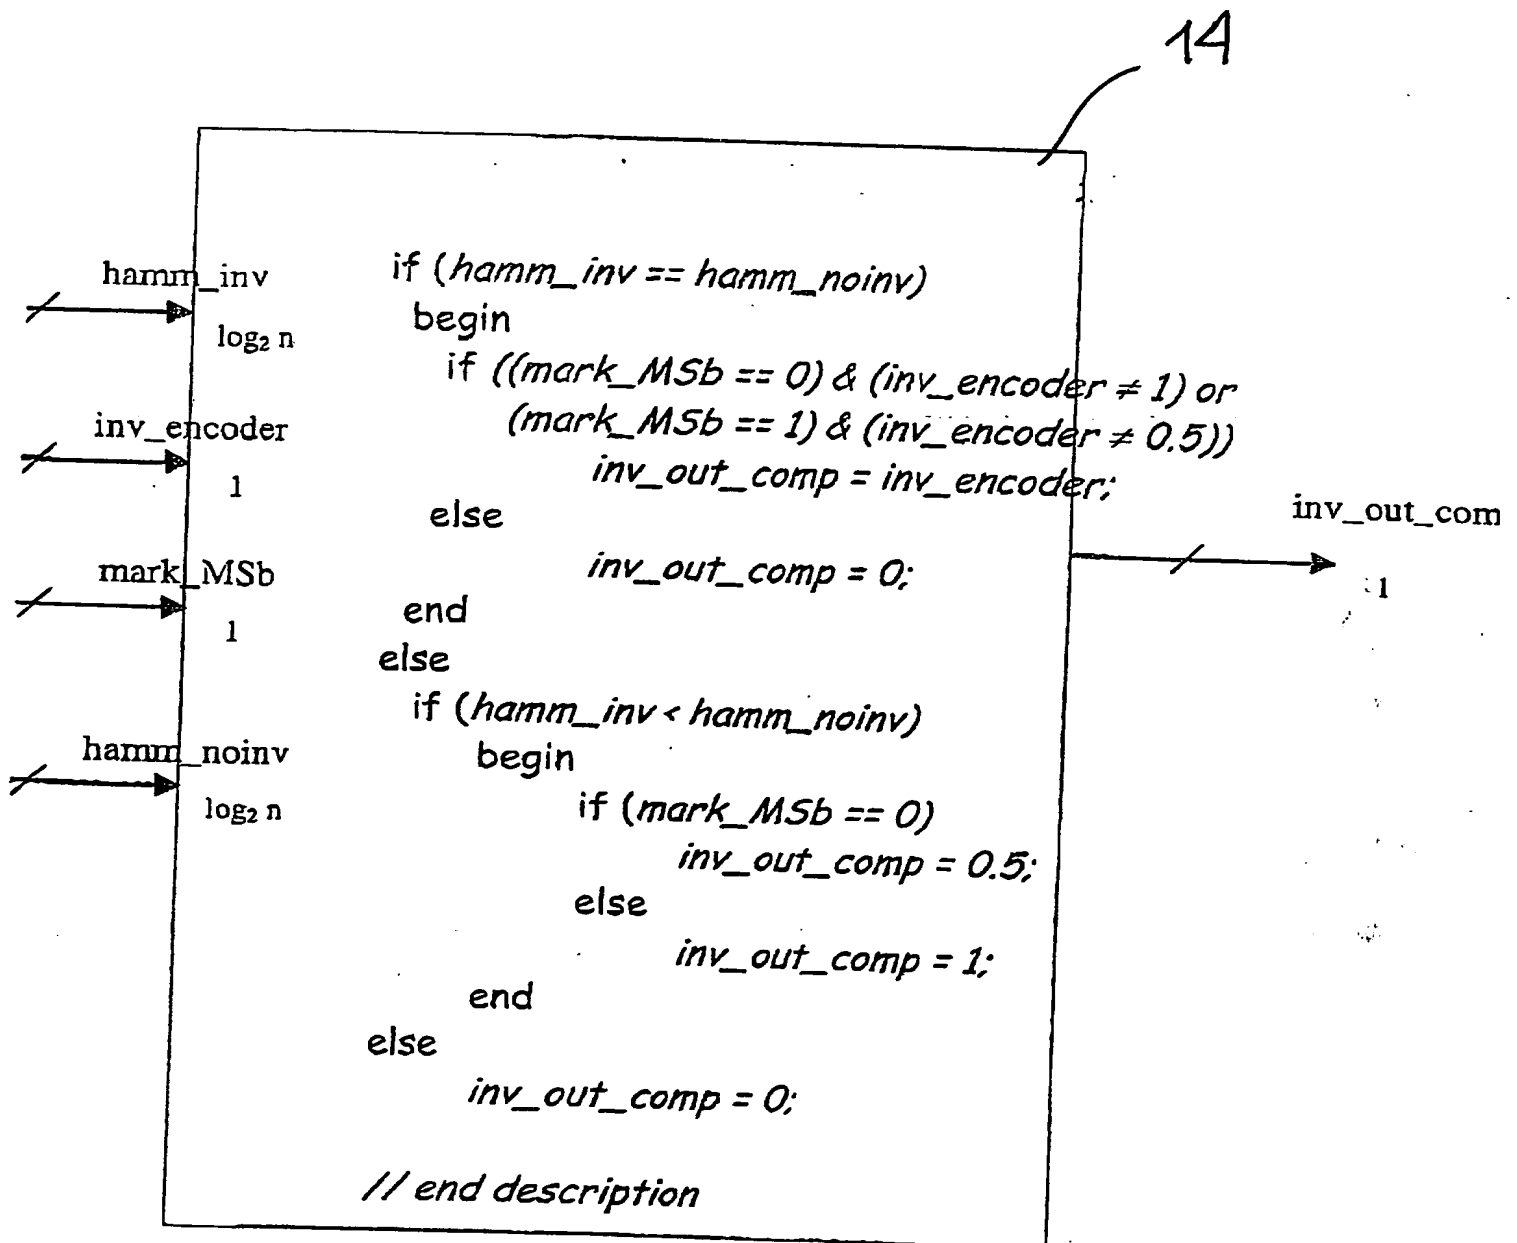 14
hamm_inv
log₂ n
inv_encoder
1
mark_MSb
1
hamm_noinv
log₂ n
if (hamm_inv == hamm_noinv)
begin
if ((mark_MSb == 0) & (inv_encoder ≠ 1) or
(mark_MSb == 1) & (inv_encoder ≠ 0.5))
inv_out_comp = inv_encoder;
else
inv_out_comp = 0;
end
else
if (hamm_inv < hamm_noinv)
begin
if (mark_MSb == 0)
inv_out_comp = 0.5;
else
inv_out_comp = 1;
end
else
inv_out_comp = 0;
// end description
inv_out_com
1